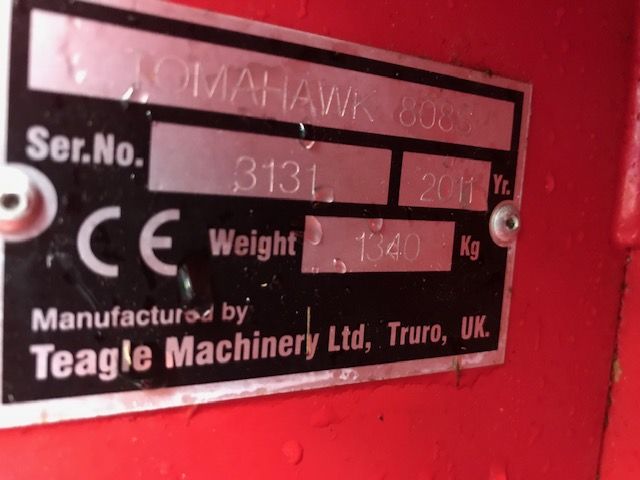 TOMAHAWK 808S
Ser.No. 3131 2011 Yr.
CE Weight 1340 Kg
Manufactured by
Teagle Machinery Ltd, Truro, UK.